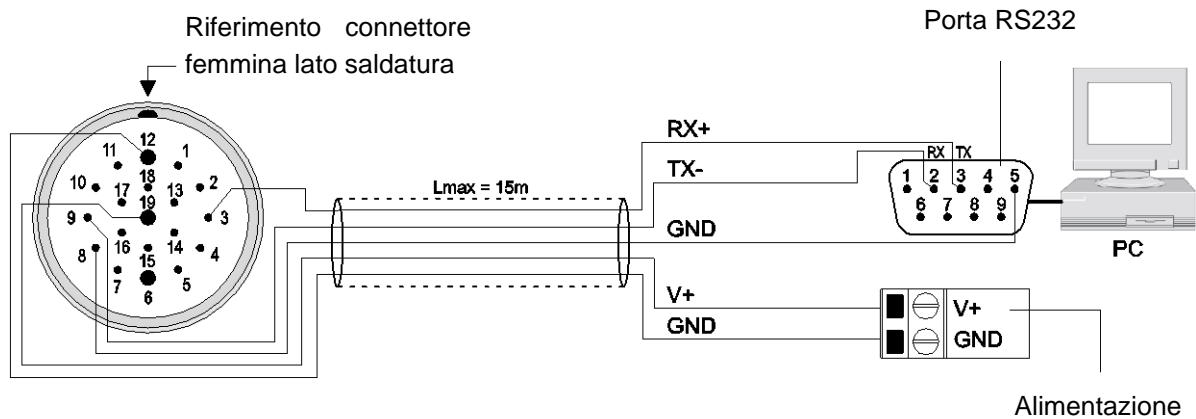 Riferimento connettore
femmina lato saldatura
Porta RS232
12
11 1
18
10 2
17 13
19
9 3
16 14
8 4
15
7 5
6
Lmax = 15m
RX+
TX-
GND
V+
GND
RX TX
1 2 3 4 5
6 7 8 9
PC
V+
GND
Alimentazione